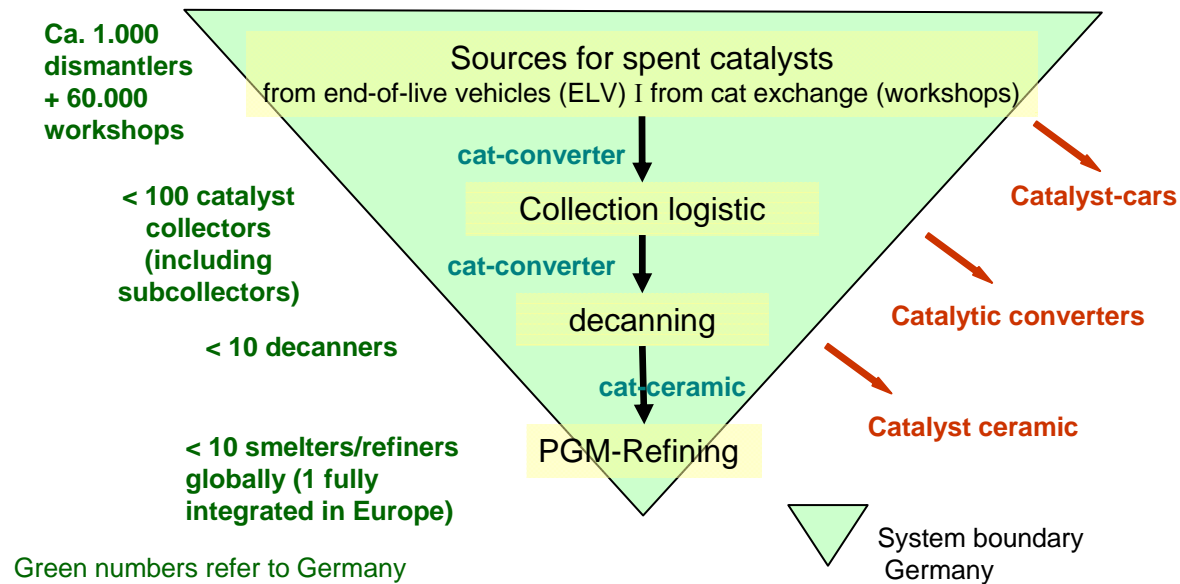 Ca. 1.000
dismantlers
+ 60.000
workshops
Sources for spent catalysts
from end-of-live vehicles (ELV) I from cat exchange (workshops)
cat-converter
Catalyst-cars
< 100 catalyst
collectors
(including
subcollectors)
Collection logistic
cat-converter
Catalytic converters
< 10 decanners
decanning
cat-ceramic
Catalyst ceramic
< 10 smelters/refiners
globally (1 fully
integrated in Europe)
PGM-Refining
System boundary
Germany
Green numbers refer to Germany